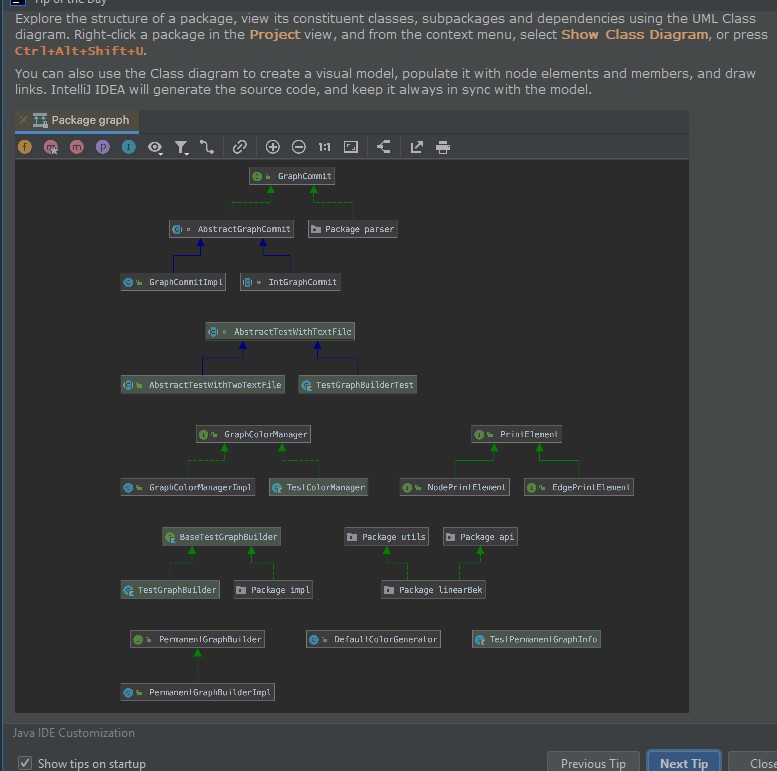 Tip of the Day
Explore the structure of a package, view its constituent classes, subpackages and dependencies using the UML Class
diagram. Right-click a package in the Project view, and from the context menu, select Show Class Diagram, or press
Ctrl+Alt+Shift+U.
You can also use the Class diagram to create a visual model, populate it with node elements and members, and draw
links. IntelliJ IDEA will generate the source code, and keep it always in sync with the model.
Package graph
1:1
GraphCommit
AbstractGraphCommit Package parser
GraphCommitImpl IntGraphCommit
AbstractTestWithTextFile
AbstractTestWithTwoTextFile TestGraphBuilderTest
GraphColorManager PrintElement
GraphColorManagerImpl TestColorManager NodePrintElement EdgePrintElement
BaseTestGraphBuilder Package utils Package api
TestGraphBuilder Package impl Package linearBek
PermanentGraphBuilder DefaultColorGenerator TestPermanentGraphInfo
PermanentGraphBuilderImpl
Java IDE Customization
Show tips on startup Previous Tip Next Tip Close